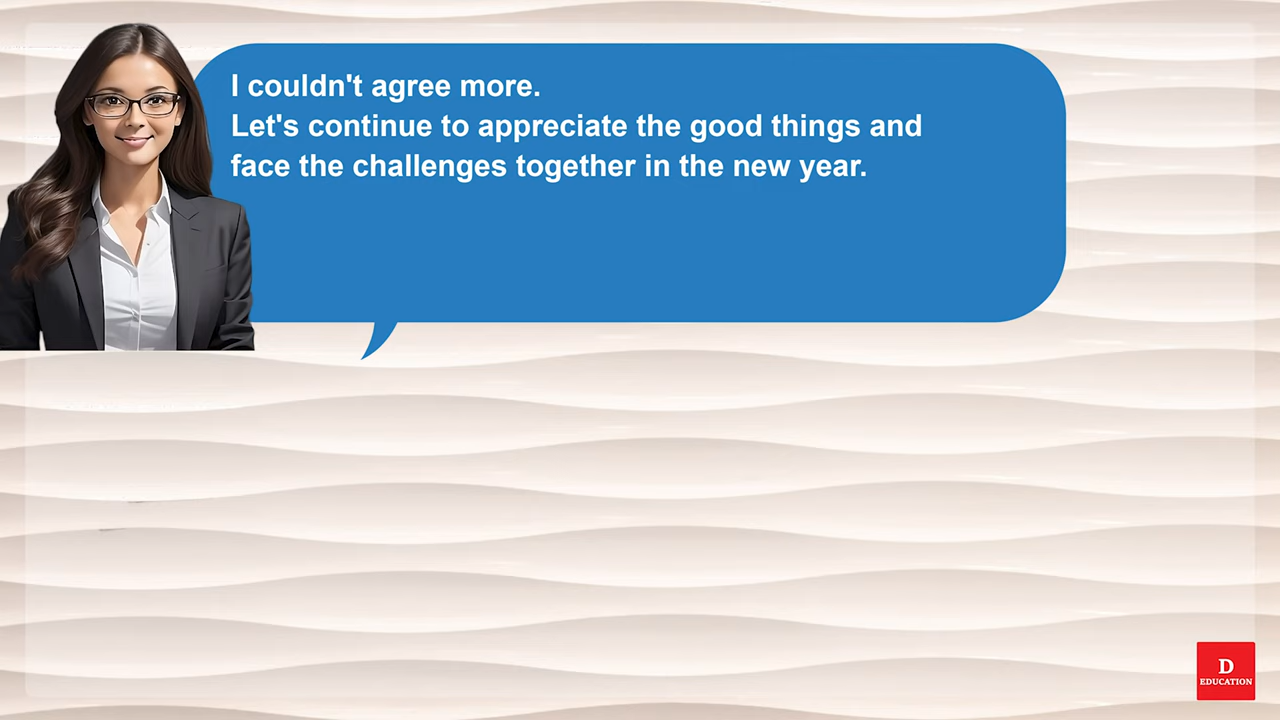 I couldn't agree more.
Let's continue to appreciate the good things and
face the challenges together in the new year.
D
EDUCATION